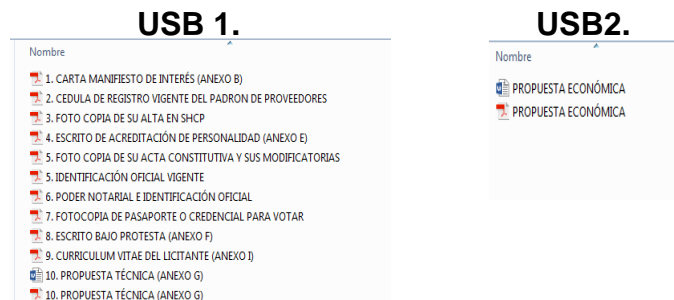 USB 1.
Nombre
1. CARTA MANIFIESTO DE INTERÉS (ANEXO B)
2. CEDULA DE REGISTRO VIGENTE DEL PADRON DE PROVEEDORES
3. FOTO COPIA DE SU ALTA EN SHCP
4. ESCRITO DE ACREDITACIÓN DE PERSONALIDAD (ANEXO E)
5. FOTO COPIA DE SU ACTA CONSTITUTIVA Y SUS MODIFICATORIAS
5. IDENTIFICACIÓN OFICIAL VIGENTE
6. PODER NOTARIAL E IDENTIFICACIÓN OFICIAL
7. FOTOCOPIA DE PASAPORTE O CREDENCIAL PARA VOTAR
8. ESCRITO BAJO PROTESTA (ANEXO F)
9. CURRICULUM VITAE DEL LICITANTE (ANEXO I)
10. PROPUESTA TÉCNICA (ANEXO G)
10. PROPUESTA TÉCNICA (ANEXO G)
USB2.
Nombre
PROPUESTA ECONÓMICA
PROPUESTA ECONÓMICA